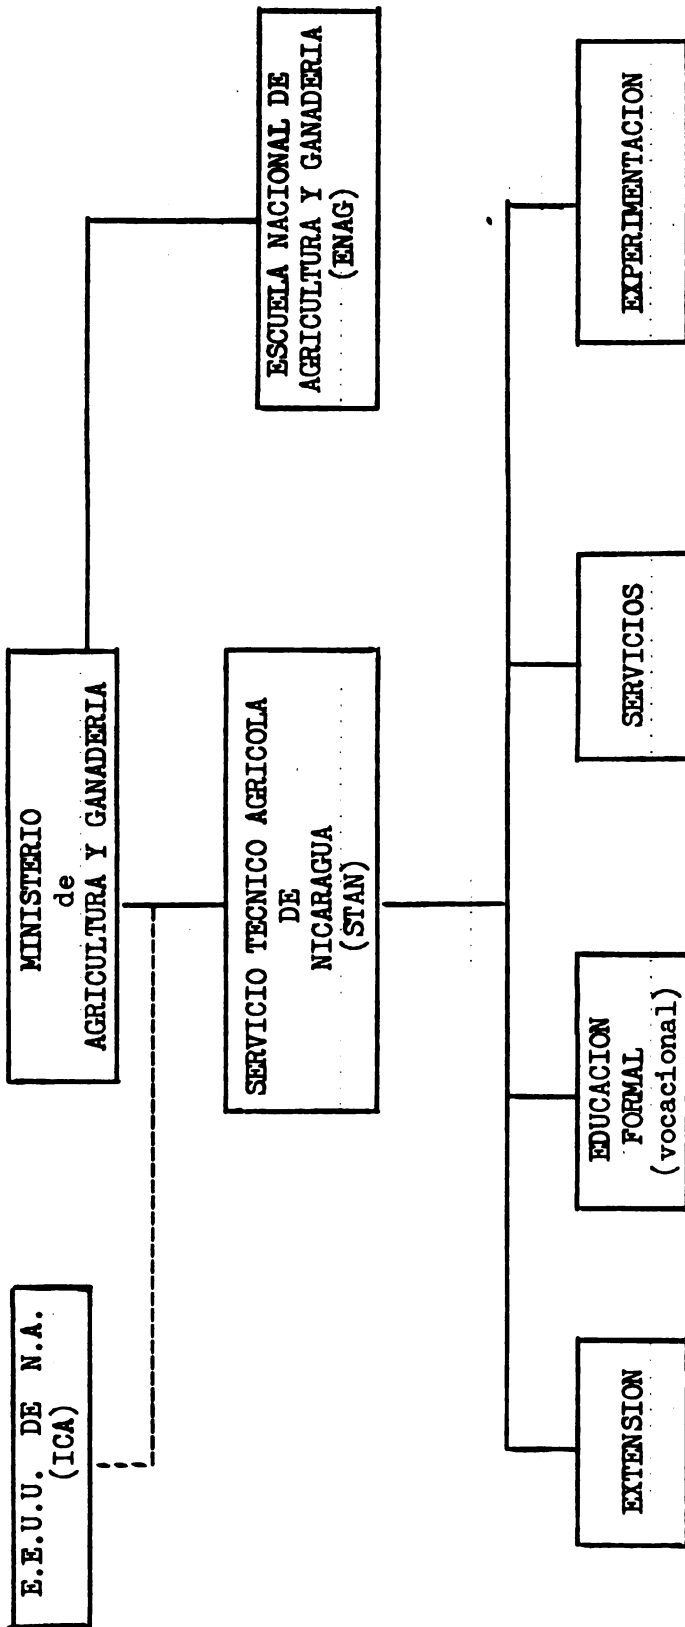 E.E.U.U. DE N.A.
(ICA)
MINISTERIO
de
AGRICULTURA Y GANADERIA
ESCUELA NACIONAL DE
AGRICULTURA Y GANADERIA
(ENAG)
SERVICIO TECNICO AGRICOLA
DE
NICARAGUA
(STAN)
EXTENSION
EDUCACION
FORMAL
(vocacional)
SERVICIOS
EXPERIMENTACION